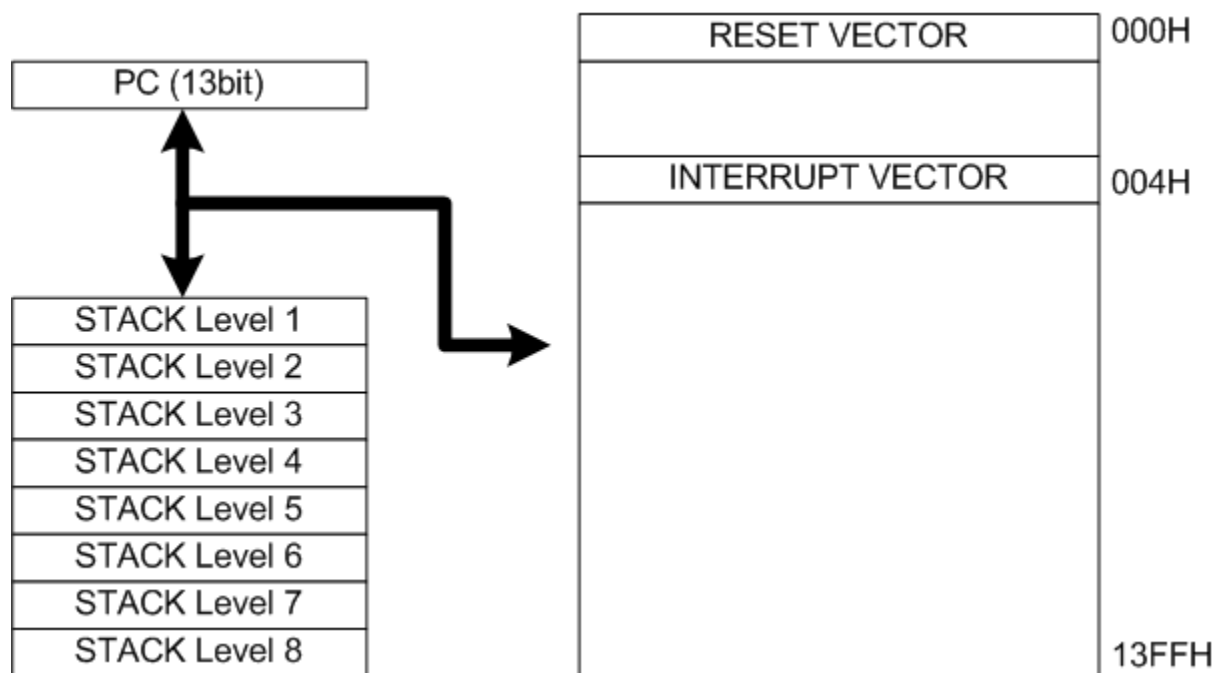 PC (13bit)
STACK Level 1
STACK Level 2
STACK Level 3
STACK Level 4
STACK Level 5
STACK Level 6
STACK Level 7
STACK Level 8
RESET VECTOR 000H
INTERRUPT VECTOR 004H
13FFH